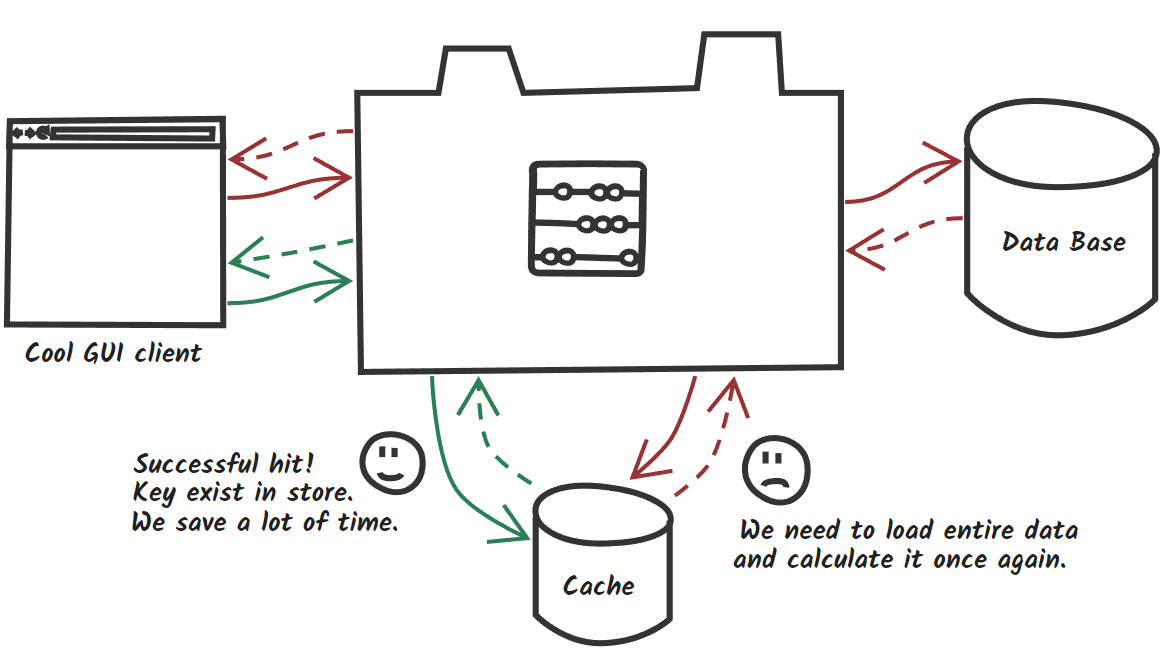 Data Base
Cool GUI client
Successful hit!
Key exist in store.
We save a lot of time.
We need to load entire data
and calculate it once again.
Cache